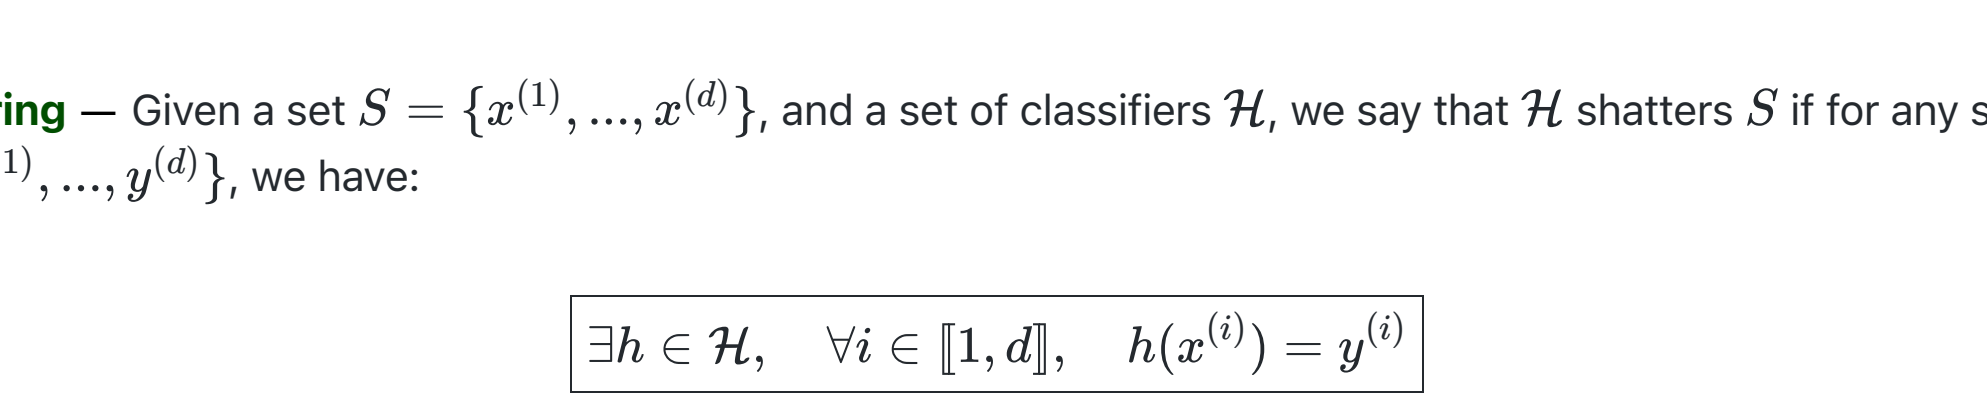 ing — Given a set S = {x^(1), ..., x^(d)}, and a set of classifiers ℋ, we say that ℋ shatters S if for any s
1), ..., y^(d)}, we have:
∃h ∈ ℋ, ∀i ∈ ⟦1, d⟧, h(x^(i)) = y^(i)